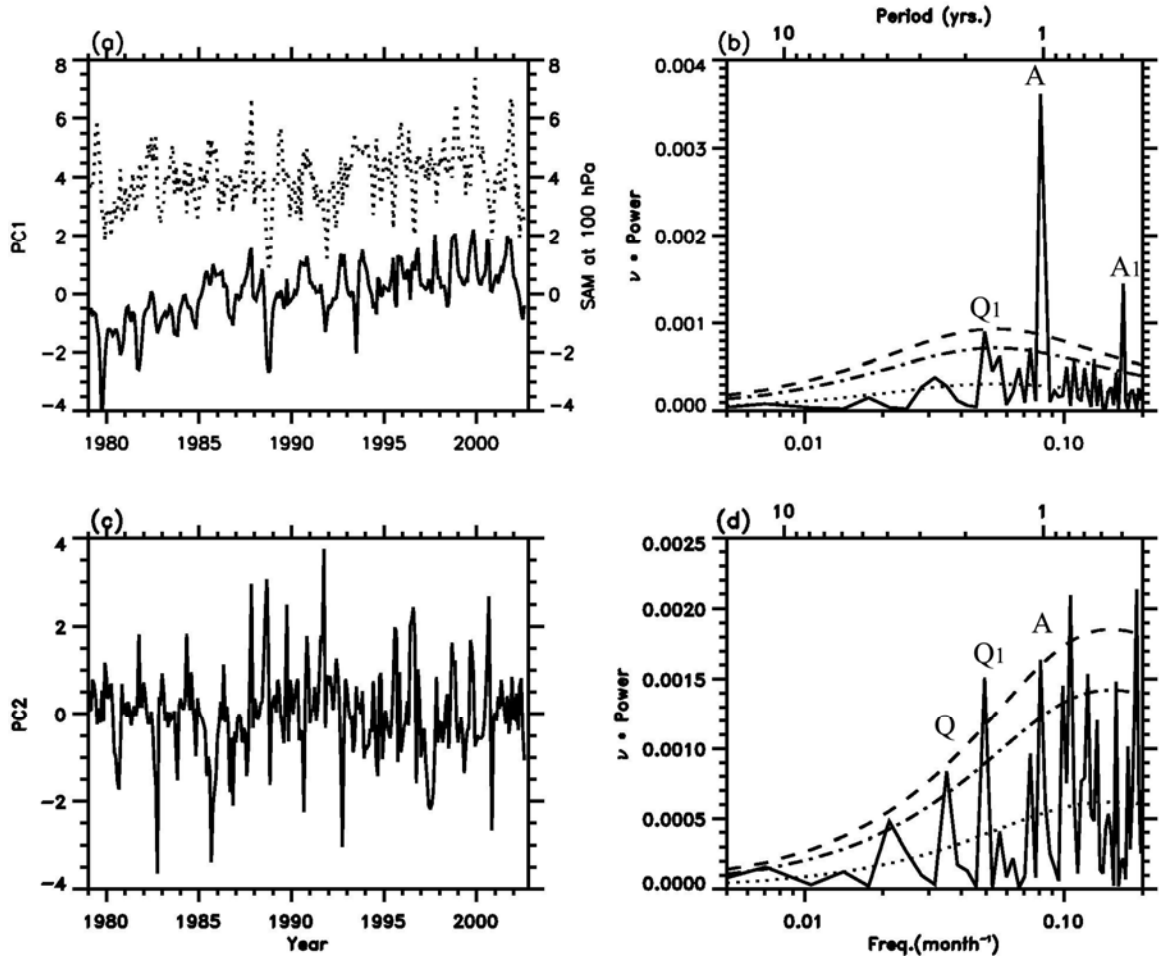 (a)
8
6
4
2
0
−2
−4
PC1
8
6
4
2
0
−2
−4
SAM at 100 hPa
1980 1985 1990 1995 2000
Period (yrs.)
(b) 10 1
0.004
0.003
0.002
0.001
0.000
ν • Power
A
A1
Q1
0.01 0.10
(c)
4
2
0
−2
−4
PC2
1980 1985 1990 1995 2000
Year
(d) 10 1
0.0025
0.0020
0.0015
0.0010
0.0005
0.0000
ν • Power
A
Q1
Q
0.01 0.10
Freq.(month⁻¹)